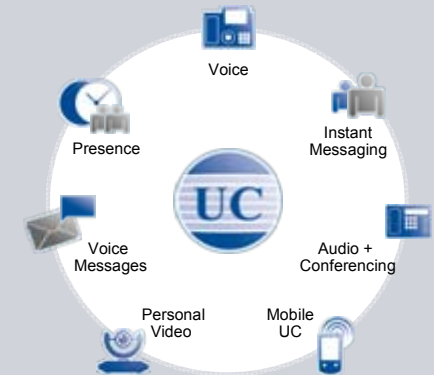 Voice
Instant
Messaging
Audio +
Conferencing
Mobile
UC
Personal
Video
Voice
Messages
Presence
UC